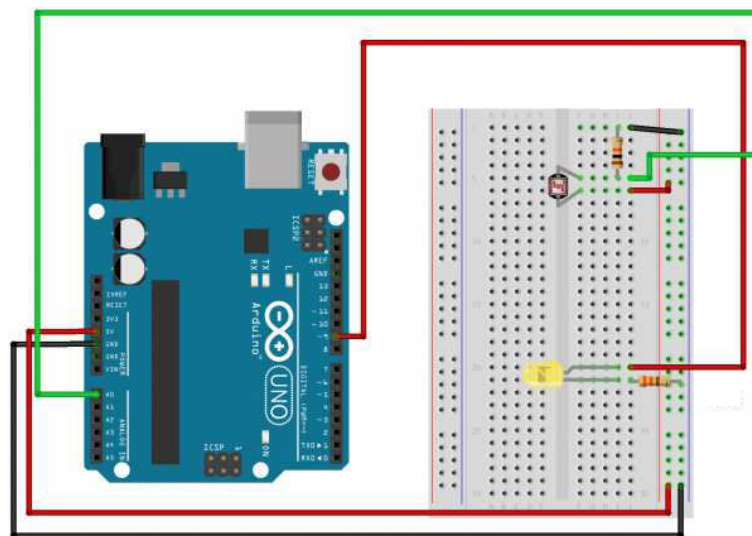 RESET
ICSP2
AREF
GND
13
12
~ 11
~ 10
~ 9
8
7
~ 6
~ 5
4
~ 3
2
TX ▶ 1
RX ◀ 0
DIGITAL (PWM=~)
L
TX
RX
Arduino™
UNO
ON
ICSP
IOREF
RESET
3V3
5V
GND
GND
VIN
POWER
A0
A1
A2
A3
A4
A5
ANALOG IN